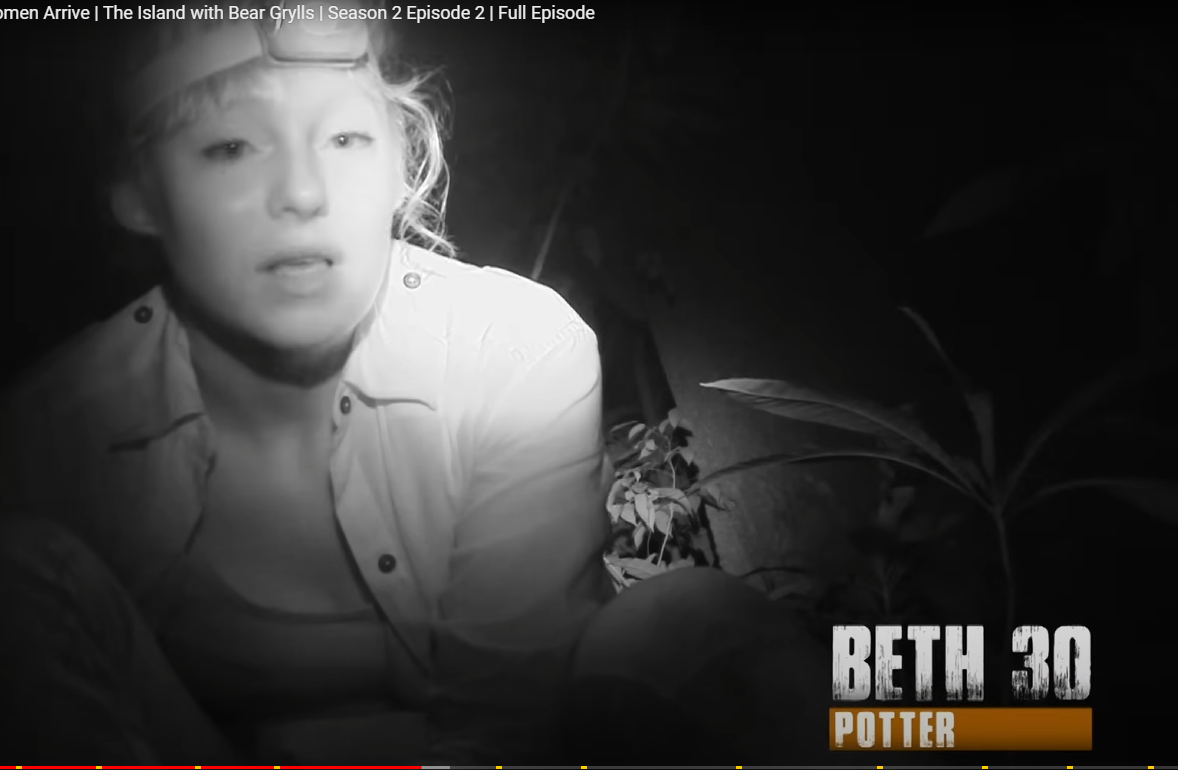 omen Arrive | The Island with Bear Grylls | Season 2 Episode 2 | Full Episode
BETH 30
POTTER